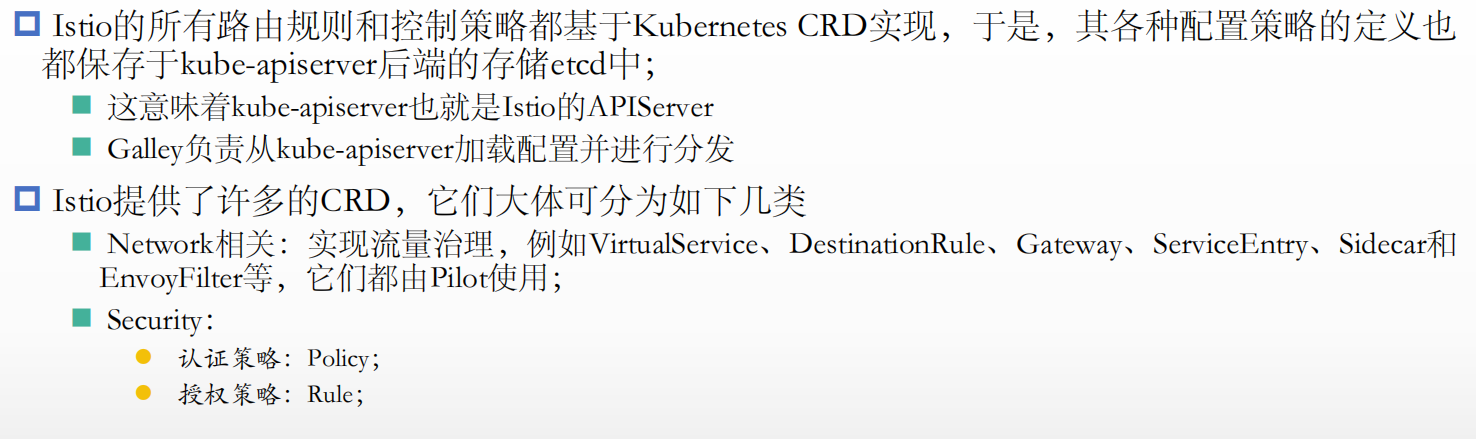 Istio的所有路由规则和控制策略都基于Kubernetes CRD实现，于是，其各种配置策略的定义也
都保存于kube-apiserver后端的存储etcd中；
这意味着kube-apiserver也就是Istio的APIServer
Galley负责从kube-apiserver加载配置并进行分发
Istio提供了许多的CRD，它们大体可分为如下几类
Network相关：实现流量治理，例如VirtualService、DestinationRule、Gateway、ServiceEntry、Sidecar和
EnvoyFilter等，它们都由Pilot使用；
Security：
认证策略：Policy；
授权策略：Rule；